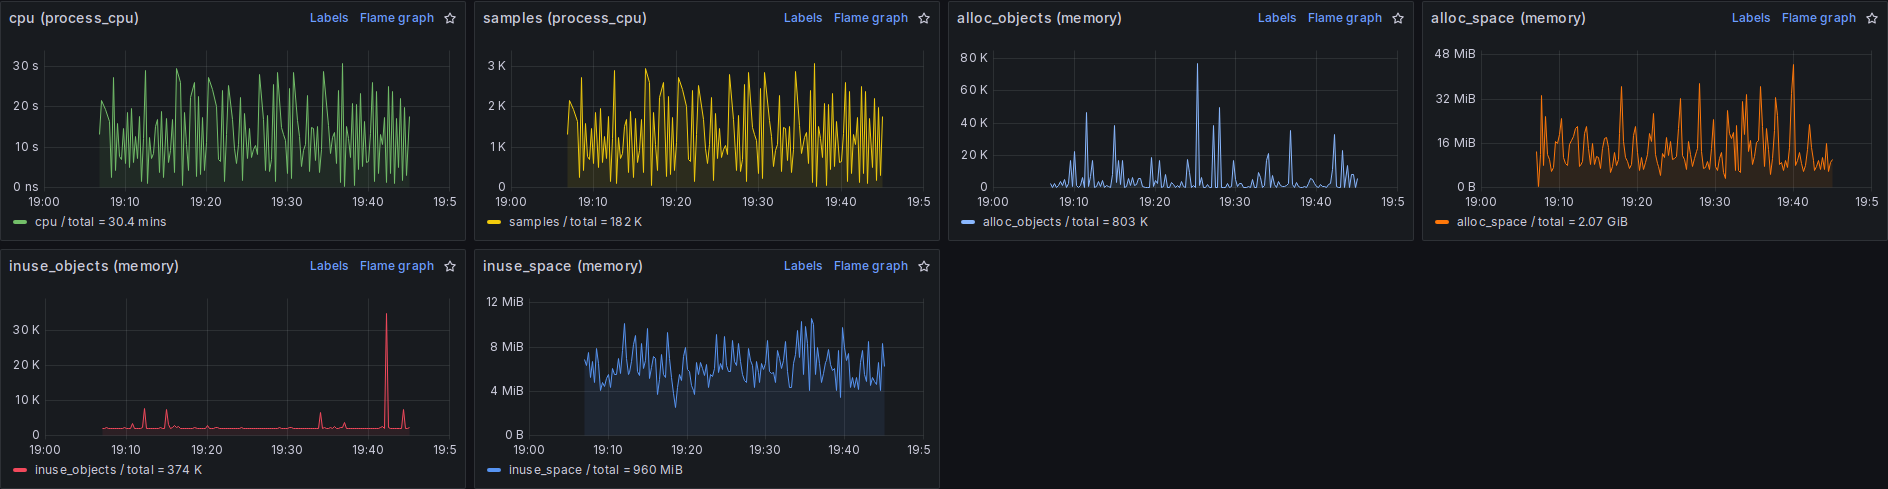 cpu (process_cpu) Labels Flame graph
30 s
20 s
10 s
0 ns
19:00 19:10 19:20 19:30 19:40 19:5
cpu / total = 30.4 mins
samples (process_cpu) Labels Flame graph
3 K
2 K
1 K
0
19:00 19:10 19:20 19:30 19:40 19:5
samples / total = 182 K
alloc_objects (memory) Labels Flame graph
80 K
60 K
40 K
20 K
0
19:00 19:10 19:20 19:30 19:40 19:5
alloc_objects / total = 803 K
alloc_space (memory) Labels Flame graph
48 MiB
32 MiB
16 MiB
0 B
19:00 19:10 19:20 19:30 19:40 19:5
alloc_space / total = 2.07 GiB
inuse_objects (memory) Labels Flame graph
30 K
20 K
10 K
0
19:00 19:10 19:20 19:30 19:40 19:5
inuse_objects / total = 374 K
inuse_space (memory) Labels Flame graph
12 MiB
8 MiB
4 MiB
0 B
19:00 19:10 19:20 19:30 19:40 19:5
inuse_space / total = 960 MiB